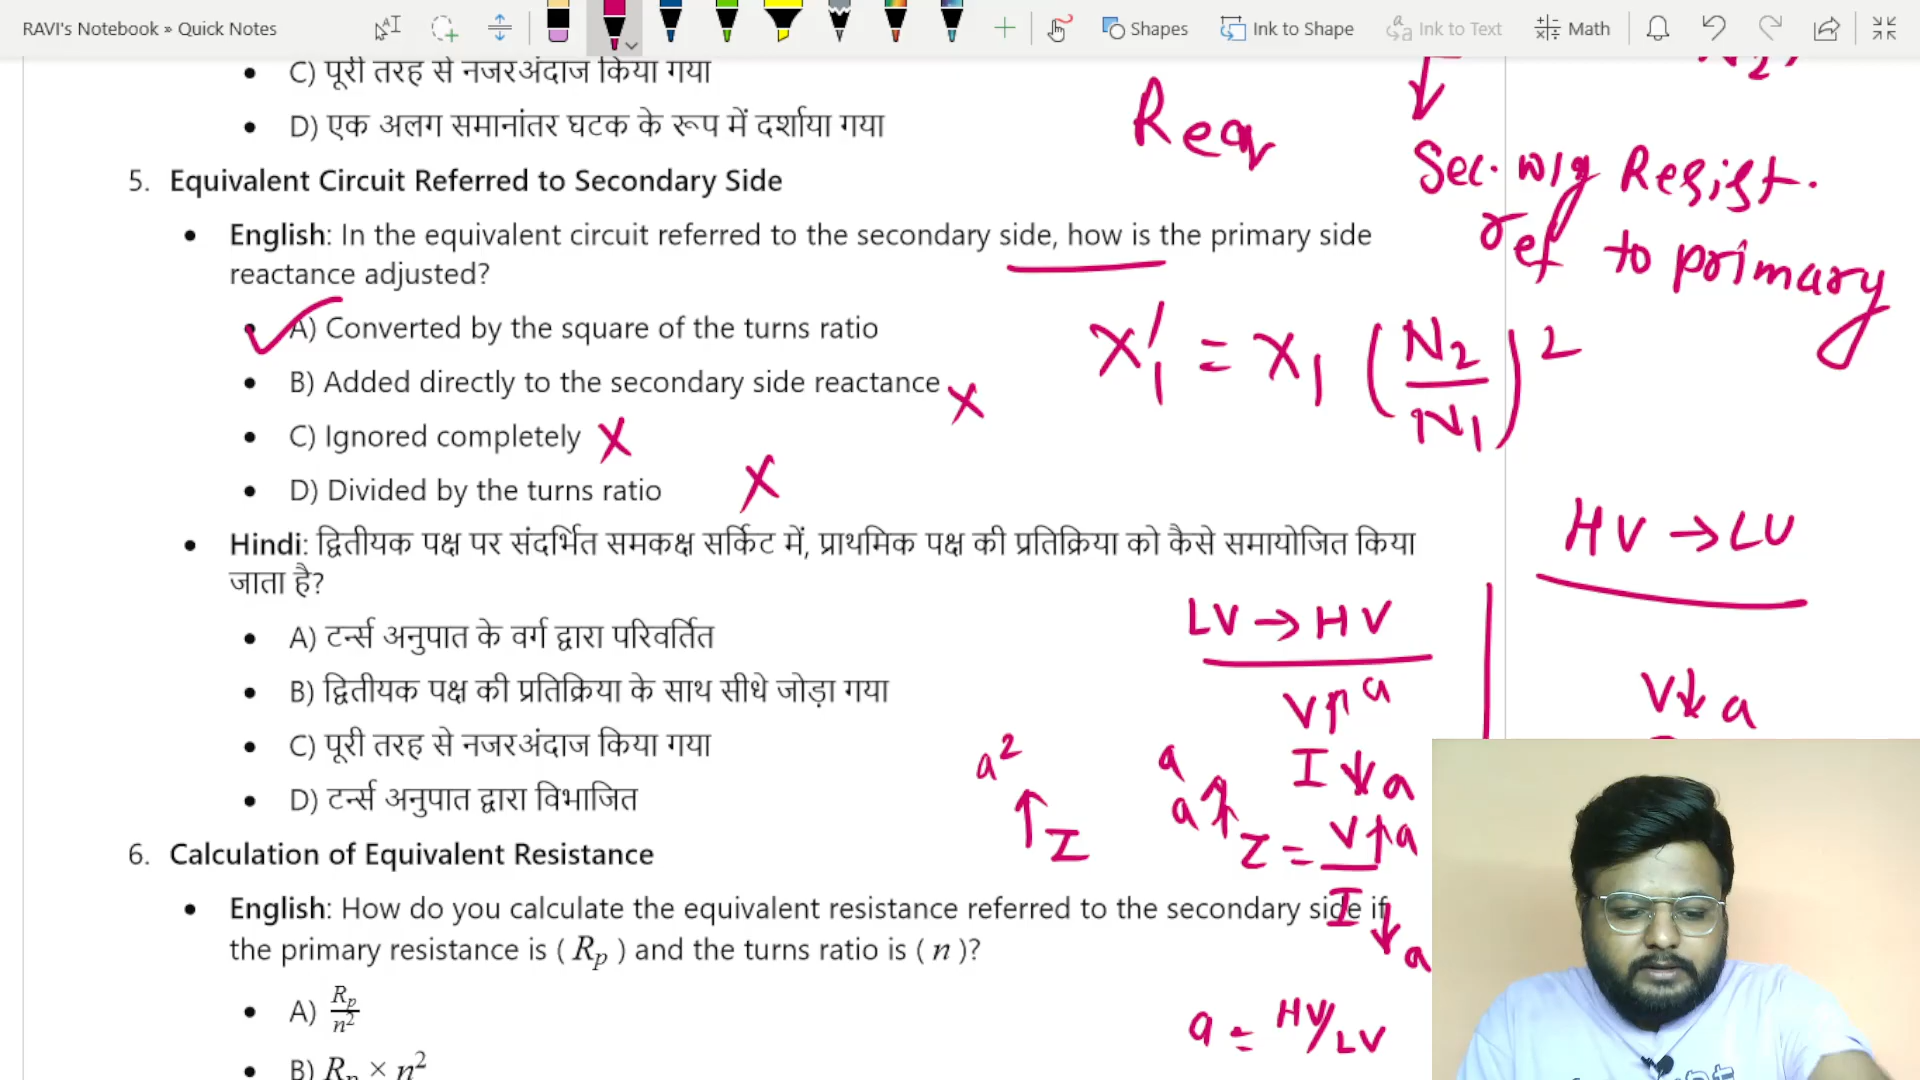 RAVI's Notebook » Quick Notes
Shapes
Ink to Shape
Ink to Text
Math
• C) पूरी तरह से नजरअंदाज किया गया
• D) एक अलग समानांतर घटक के रूप में दर्शाया गया
Req
Sec. wlg Resist.
ref to primary
5. Equivalent Circuit Referred to Secondary Side
• English: In the equivalent circuit referred to the secondary side, how is the primary side
reactance adjusted?
• A) Converted by the square of the turns ratio
• B) Added directly to the secondary side reactance
• C) Ignored completely
• D) Divided by the turns ratio
X₁' = X₁ (N₂/N₁)²
• Hindi: द्वितीयक पक्ष पर संदर्भित समकक्ष सर्किट में, प्राथमिक पक्ष की प्रतिक्रिया को कैसे समायोजित किया
जाता है?
• A) टर्न्स अनुपात के वर्ग द्वारा परिवर्तित
• B) द्वितीयक पक्ष की प्रतिक्रिया के साथ सीधे जोड़ा गया
• C) पूरी तरह से नजरअंदाज किया गया
• D) टर्न्स अनुपात द्वारा विभाजित
HV → LV
V↓ a
LV → HV
V↑ a
I ↓ a
a² ↑ Z
a a ↑ Z = V↑a / I↓a
6. Calculation of Equivalent Resistance
• English: How do you calculate the equivalent resistance referred to the secondary side if
the primary resistance is ( Rₚ ) and the turns ratio is ( n )?
• A) Rₚ/n²
• B) Rₚ × n²
a = HV/LV